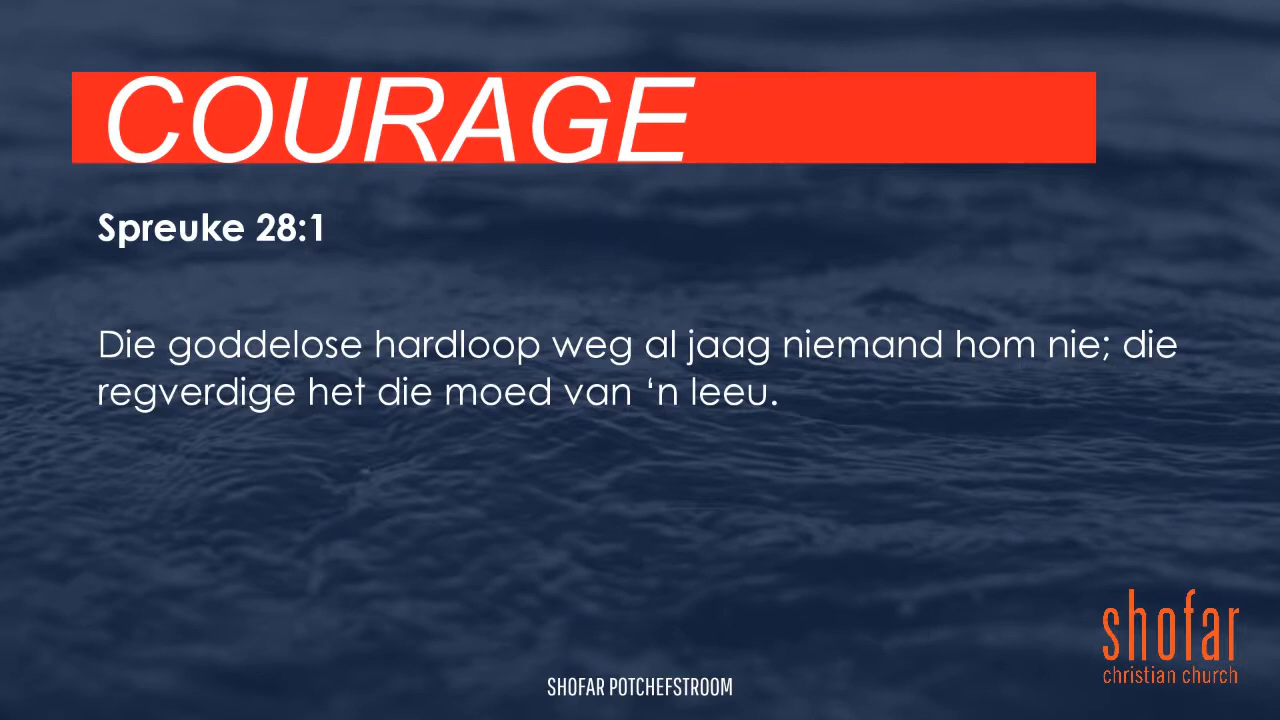 COURAGE
Spreuke 28:1
Die goddelose hardloop weg al jaag niemand hom nie; die
regverdige het die moed van ‘n leeu.
shofar
christian church
SHOFAR POTCHEFSTROOM